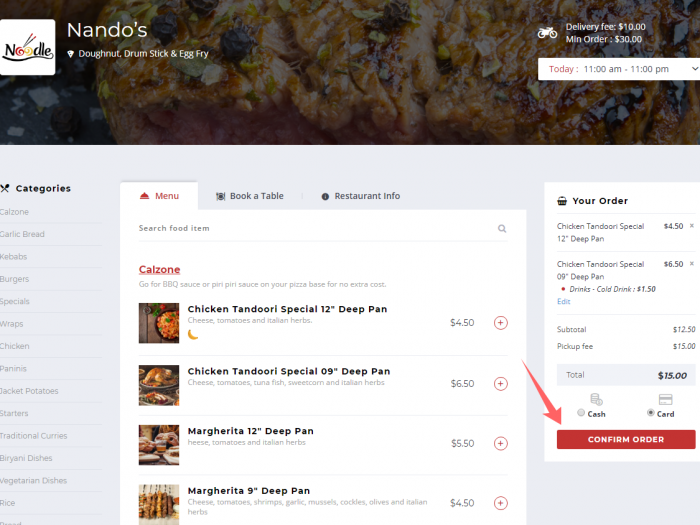 Noodle
Nando's
Doughnut, Drum Stick & Egg Fry
Delivery fee: $10.00
Min Order : $30.00
Today : 11:00 am - 11:00 pm
Categories
Calzone
Garlic Bread
Kebabs
Burgers
Specials
Wraps
Chicken
Paninis
Jacket Potatoes
Starters
Traditional Curries
Biryani Dishes
Vegetarian Dishes
Rice
Bread
Menu
Book a Table
Restaurant Info
Search food item
Calzone
Go for BBQ sauce or piri piri sauce on your pizza base for no extra cost.
Chicken Tandoori Special 12" Deep Pan
Cheese, tomatoes and italian herbs.
$4.50
Chicken Tandoori Special 09" Deep Pan
Cheese, tomatoes, tuna fish, sweetcorn and italian herbs
$6.50
Margherita 12" Deep Pan
heese, tomatoes and italian herbs
$5.50
Margherita 9" Deep Pan
Cheese, tomatoes, shrimps, garlic, mussels, cockles, olives and italian
herbs
$4.50
Your Order
Chicken Tandoori Special $4.50 ×
12" Deep Pan
Chicken Tandoori Special $6.50 ×
09" Deep Pan
Drinks - Cold Drink : $1.50
Edit
Subtotal $12.50
Pickup fee $15.00
Total $15.00
Cash Card
CONFIRM ORDER